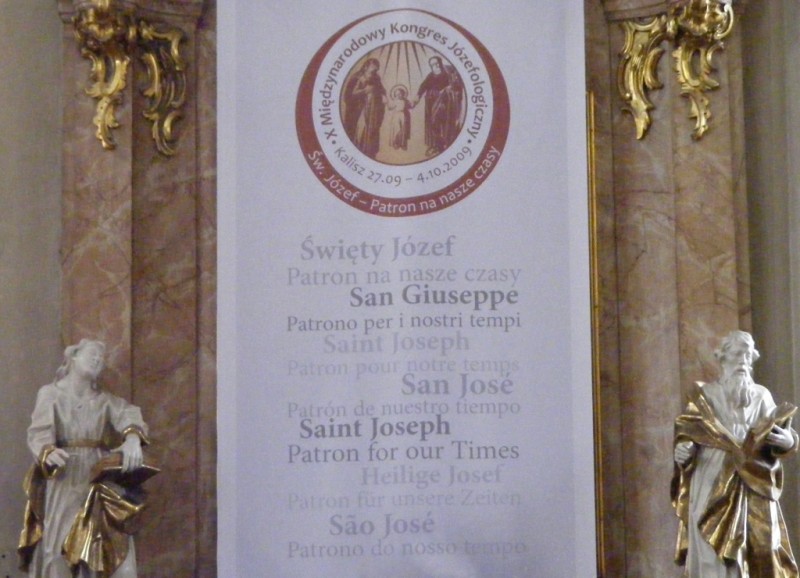 X Międzynarodowy Kongres Józefologiczny
• Kalisz 27.09 – 4.10.2009 •
Św. Józef – Patron na nasze czasy
Święty Józef
Patron na nasze czasy
San Giuseppe
Patrono per i nostri tempi
Saint Joseph
Patron pour notre temps
San José
Patrón de nuestro tiempo
Saint Joseph
Patron for our Times
Heilige Josef
Patron für unsere Zeiten
São José
Patrono do nosso tempo